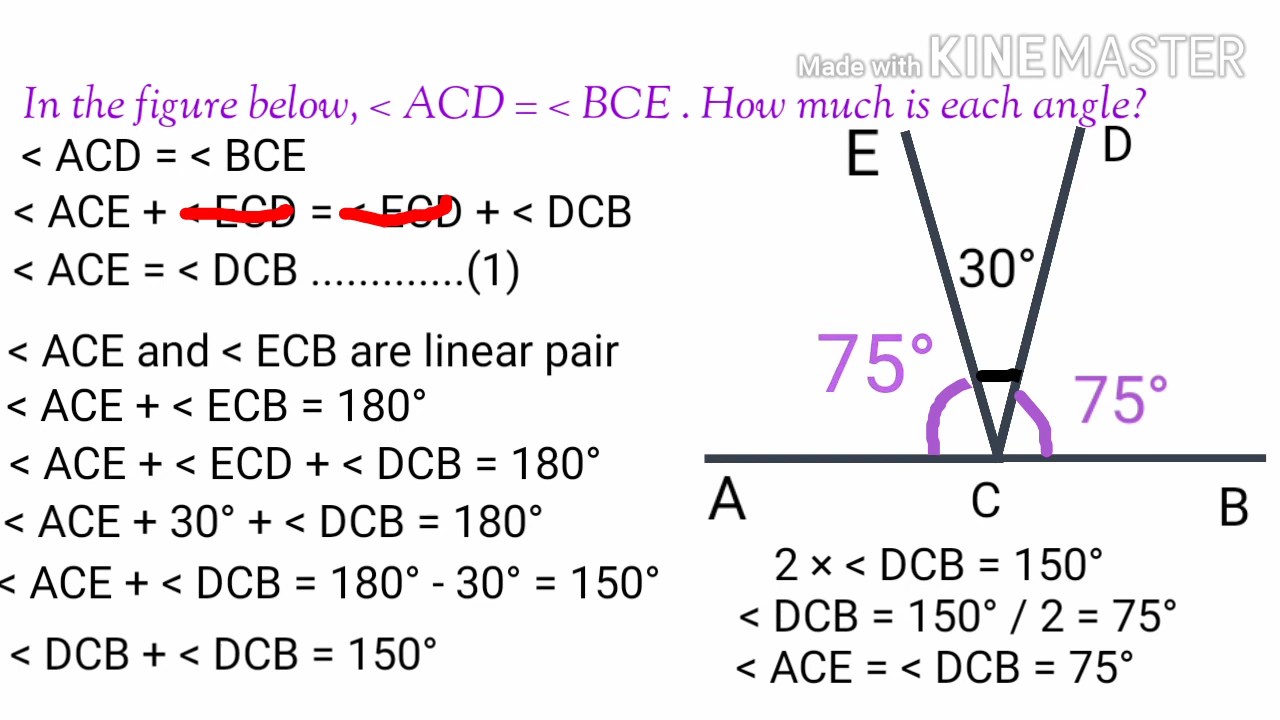 Made with KINEMASTER
In the figure below, < ACD = < BCE . How much is each angle?
< ACD = < BCE
< ACE + < ECD = < ECD + < DCB
< ACE = < DCB .............(1)
< ACE and < ECB are linear pair
< ACE + < ECB = 180°
< ACE + < ECD + < DCB = 180°
< ACE + 30° + < DCB = 180°
< ACE + < DCB = 180° - 30° = 150°
< DCB + < DCB = 150°
E
D
30°
75°
75°
A
C
B
2 × < DCB = 150°
< DCB = 150° / 2 = 75°
< ACE = < DCB = 75°